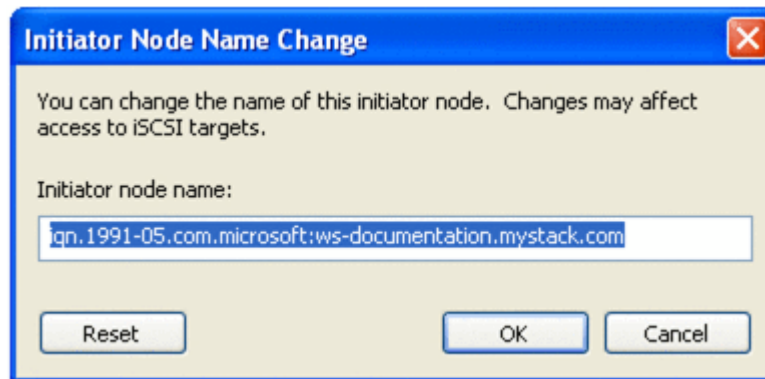 Initiator Node Name Change
You can change the name of this initiator node. Changes may affect
access to iSCSI targets.
Initiator node name:
iqn.1991-05.com.microsoft:ws-documentation.mystack.com
Reset OK Cancel